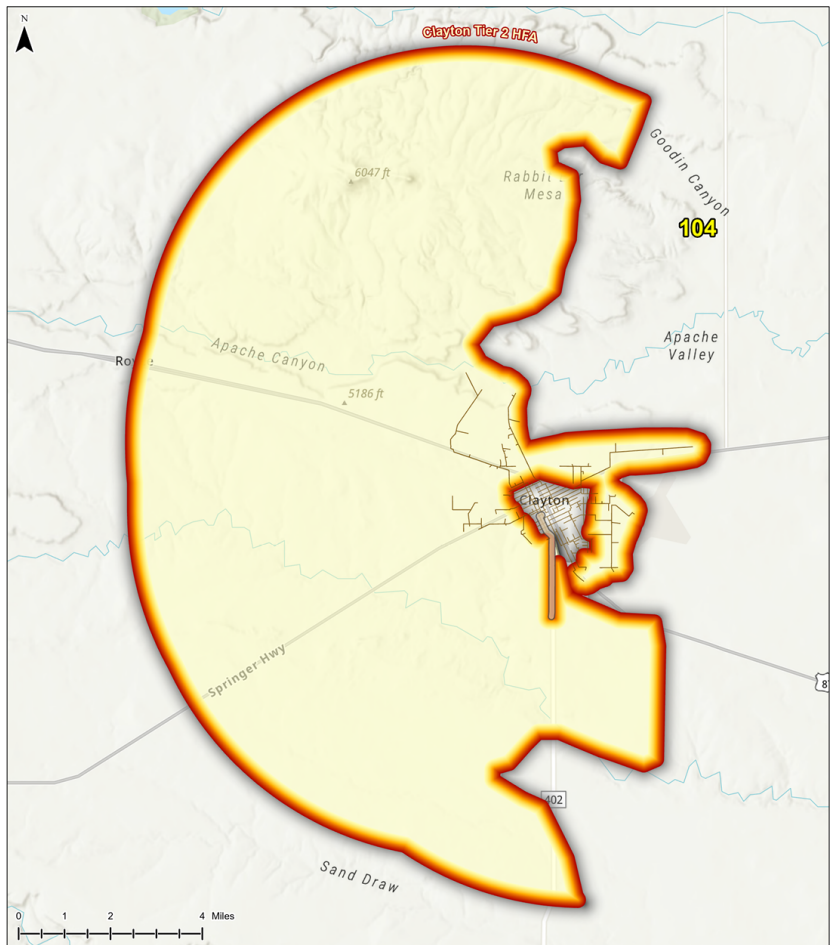 N
Clayton Tier 2 HFA
Goodin Canyon
6047 ft
Rabbit
Mesa
104
Apache
Valley
Apache Canyon
5186 ft
Clayton
Springer Hwy
402
Sand Draw
0 1 2 4 Miles